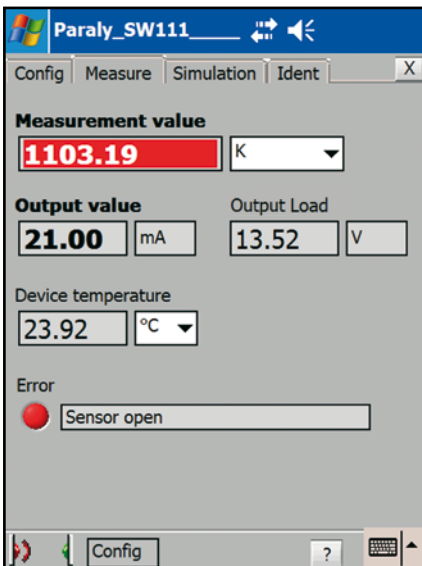 Paraly_SW111____
Config Measure Simulation Ident X
Measurement value
1103.19 K
Output value Output Load
21.00 mA 13.52 V
Device temperature
23.92 °C
Error
Sensor open
Config ?